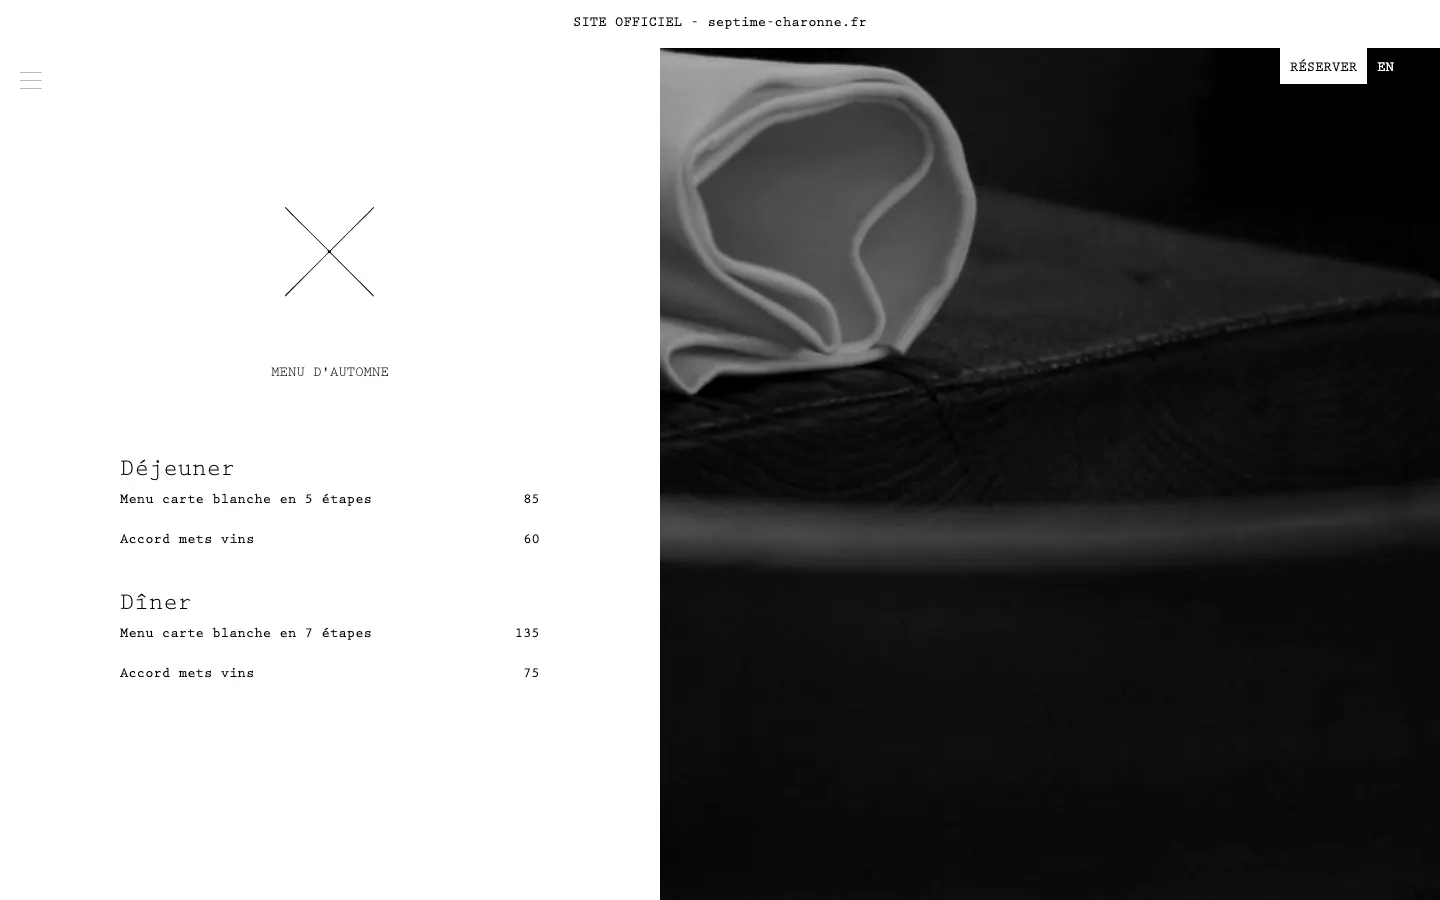 SITE OFFICIEL - septime-charonne.fr
RÉSERVER EN
MENU D'AUTOMNE
Déjeuner
Menu carte blanche en 5 étapes 85
Accord mets vins 60
Dîner
Menu carte blanche en 7 étapes 135
Accord mets vins 75